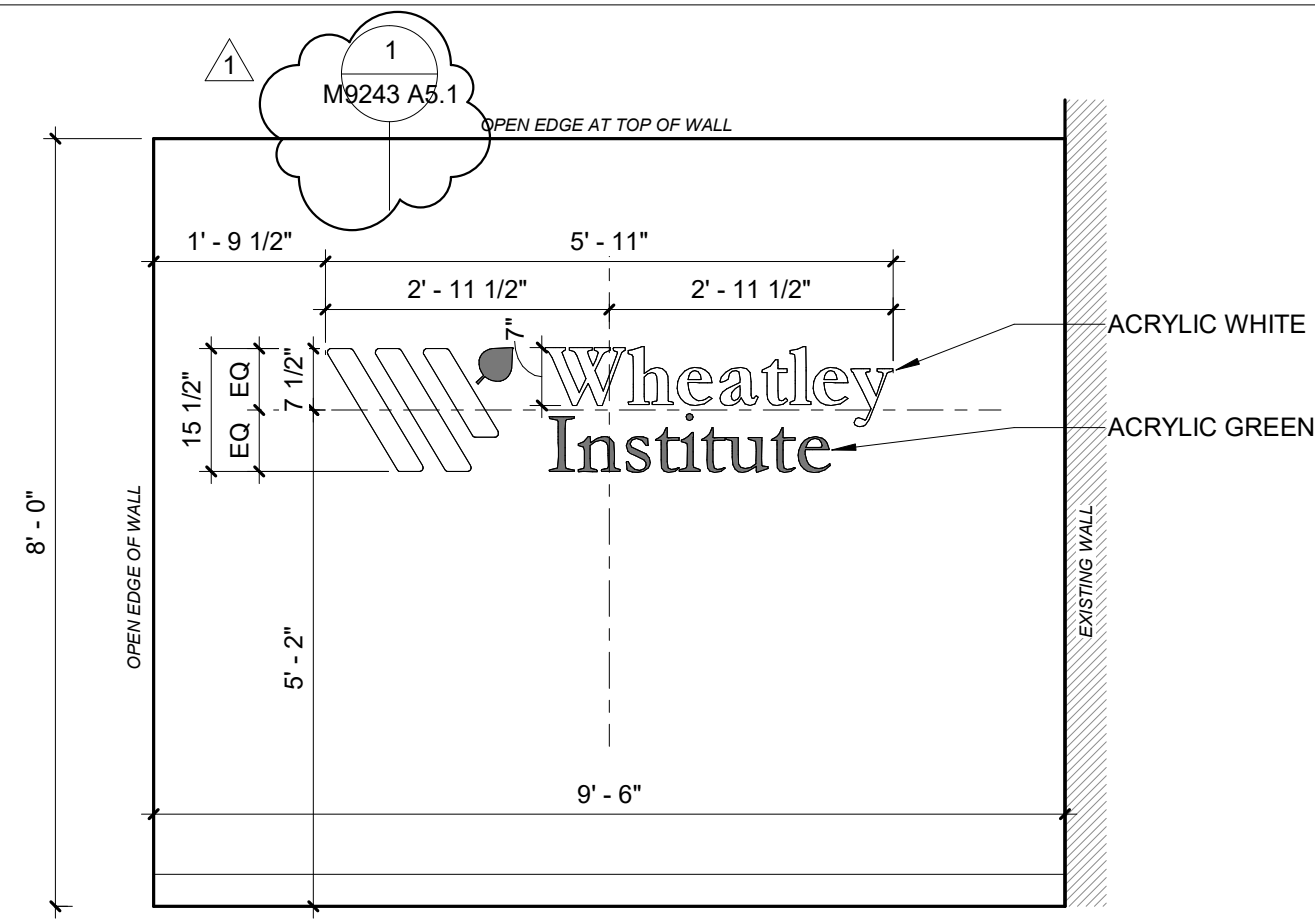 1
1
M9243 A5.1
OPEN EDGE AT TOP OF WALL
1' - 9 1/2"
5' - 11"
2' - 11 1/2"
2' - 11 1/2"
ACRYLIC WHITE
7"
Wheatley
15 1/2"
EQ
7 1/2"
EQ
Institute
ACRYLIC GREEN
8' - 0"
OPEN EDGE OF WALL
5' - 2"
EXISTING WALL
9' - 6"